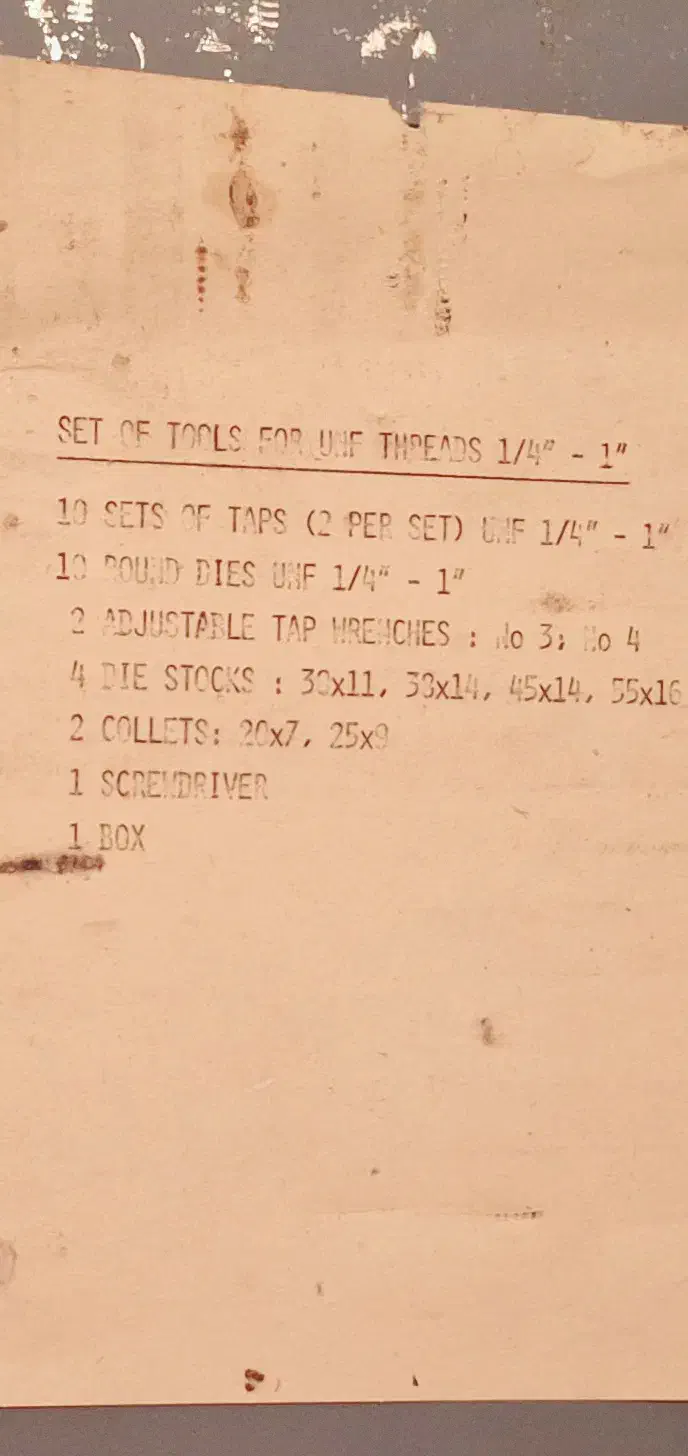 SET OF TOOLS FOR UNF THREADS 1/4" - 1"
10 SETS OF TAPS (2 PER SET) UNF 1/4" - 1"
10 ROUND DIES UNF 1/4" - 1"
2 ADJUSTABLE TAP WRENCHES : No 3; No 4
4 DIE STOCKS : 30x11, 38x14, 45x14, 55x16
2 COLLETS: 20x7, 25x9
1 SCREWDRIVER
1 BOX